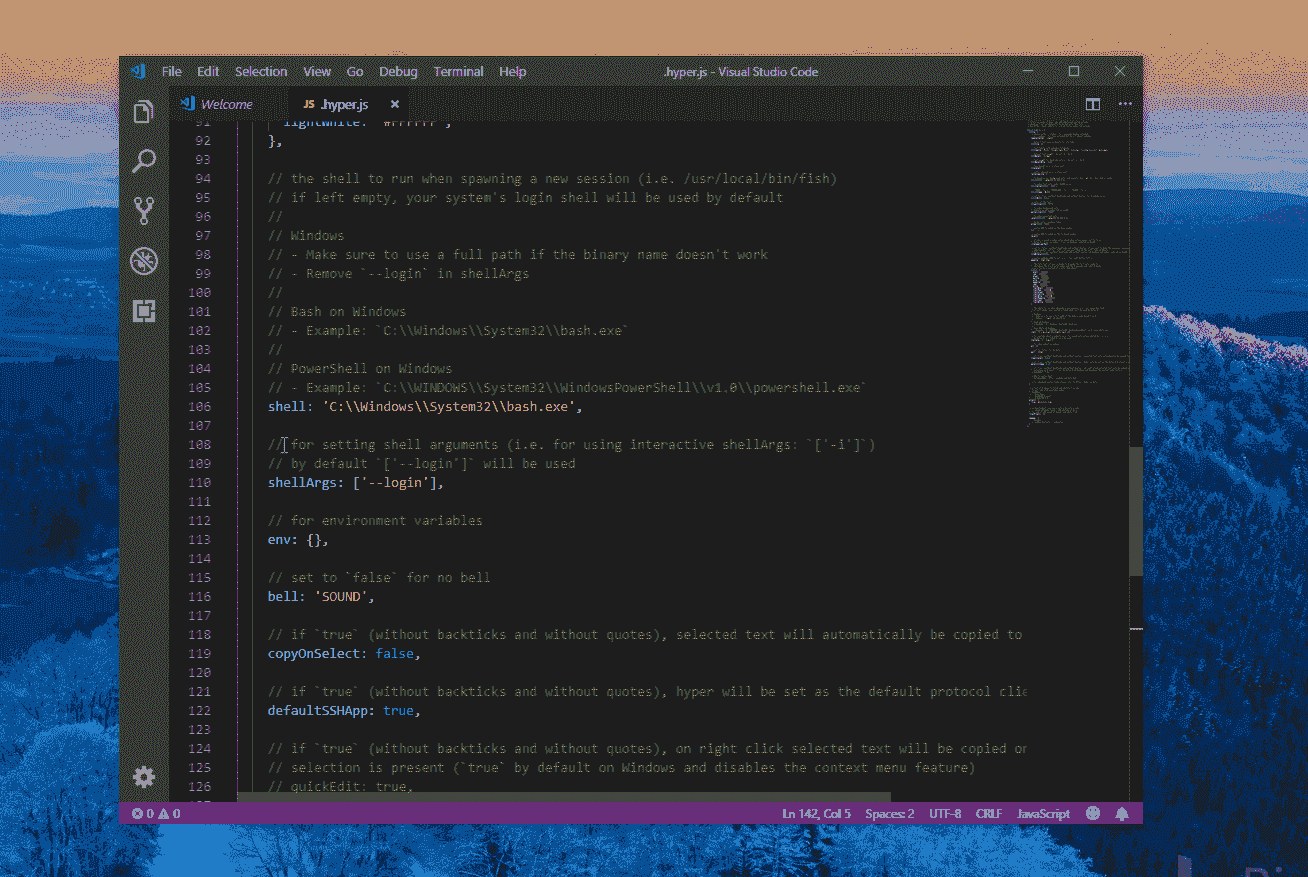 File Edit Selection View Go Debug Terminal Help .hyper.js - Visual Studio Code
Welcome JS .hyper.js
91 lightWhite: '#FFFFFF',
92 },
93
94 // the shell to run when spawning a new session (i.e. /usr/local/bin/fish)
95 // if left empty, your system's login shell will be used by default
96 //
97 // Windows
98 // - Make sure to use a full path if the binary name doesn't work
99 // - Remove `--login` in shellArgs
100 //
101 // Bash on Windows
102 // - Example: `C:\\Windows\\System32\\bash.exe`
103 //
104 // PowerShell on Windows
105 // - Example: `C:\\WINDOWS\\System32\\WindowsPowerShell\\v1.0\\powershell.exe`
106 shell: 'C:\\Windows\\System32\\bash.exe',
107
108 // for setting shell arguments (i.e. for using interactive shellArgs: `['-i']`)
109 // by default `['--login']` will be used
110 shellArgs: ['--login'],
111
112 // for environment variables
113 env: {},
114
115 // set to `false` for no bell
116 bell: 'SOUND',
117
118 // if `true` (without backticks and without quotes), selected text will automatically be copied to
119 copyOnSelect: false,
120
121 // if `true` (without backticks and without quotes), hyper will be set as the default protocol clie
122 defaultSSHApp: true,
123
124 // if `true` (without backticks and without quotes), on right click selected text will be copied or
125 // selection is present (`true` by default on Windows and disables the context menu feature)
126 // quickEdit: true,
0 0 Ln 142, Col 5 Spaces: 2 UTF-8 CRLF JavaScript